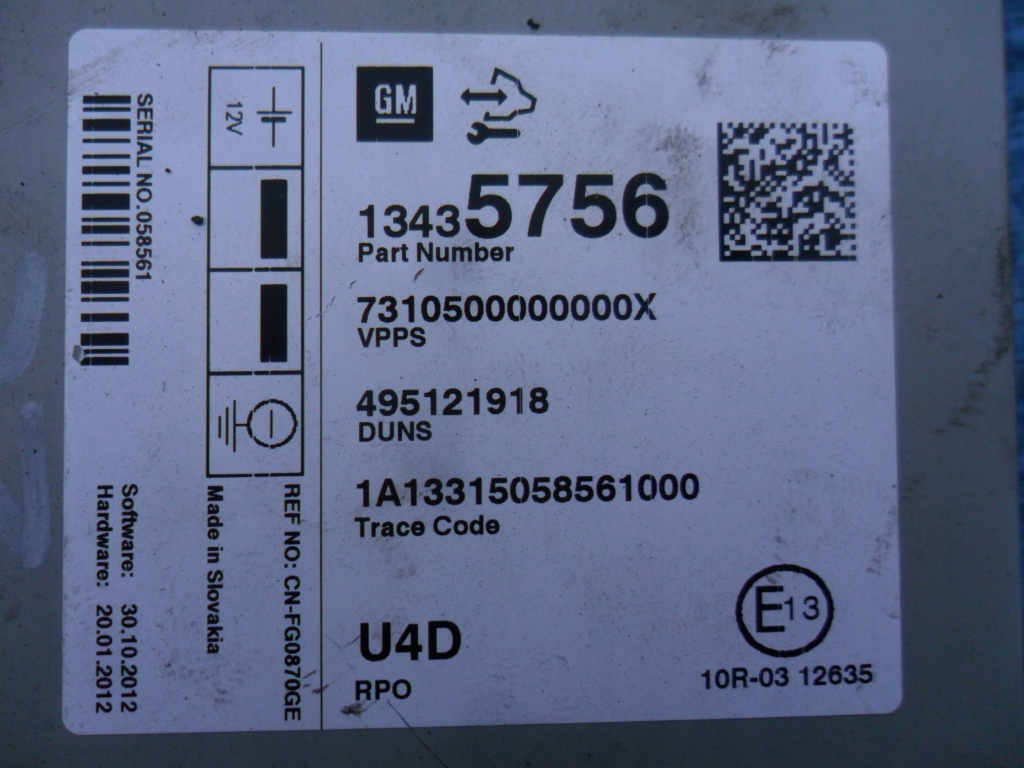 SERIAL NO.:058561
12V
REF NO: CN-FG0870GE
Made in Slovakia
Software: 30.10.2012
Hardware: 20.01.2012
GM
13435756
Part Number
7310500000000X
VPPS
495121918
DUNS
1A13315058561000
Trace Code
U4D
RPO
E13
10R-03 12635